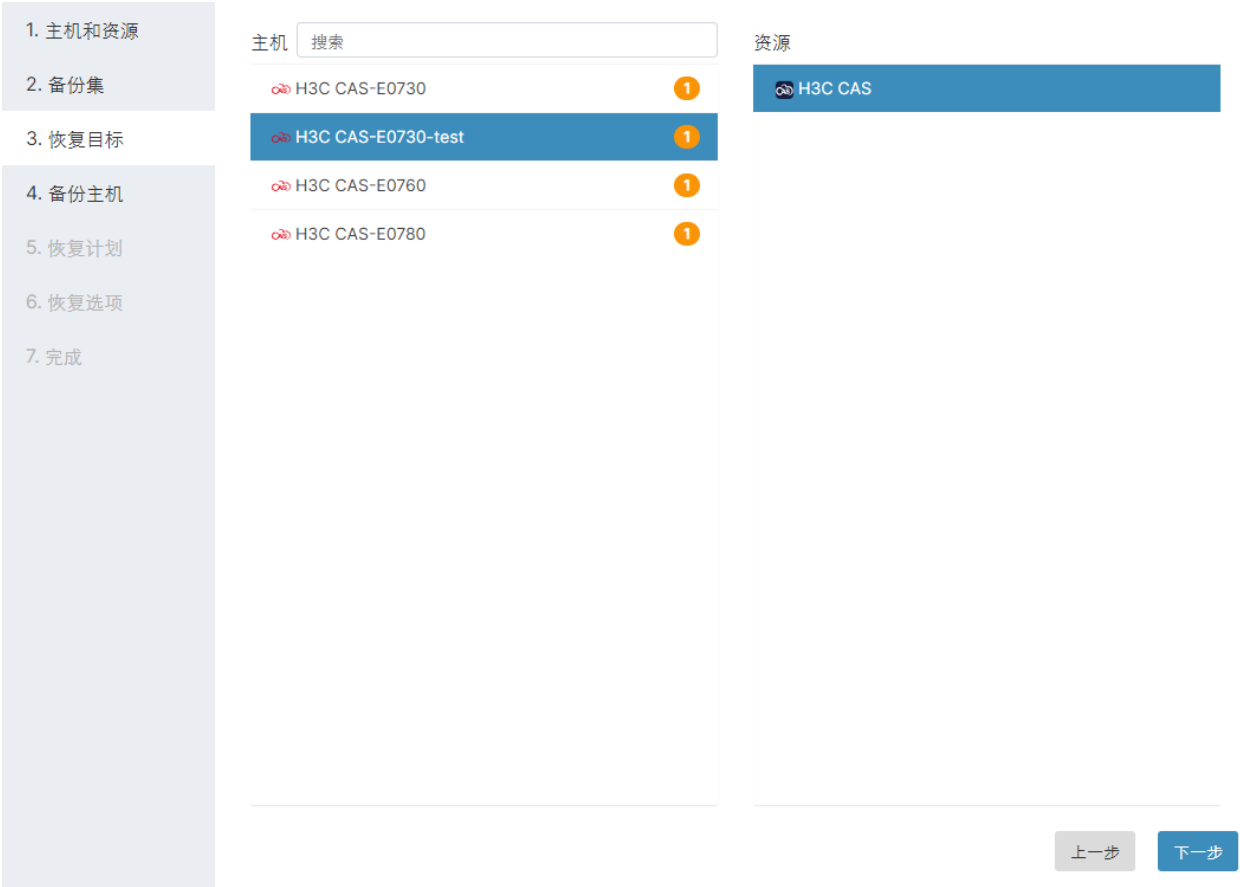 1. 主机和资源
2. 备份集
3. 恢复目标
4. 备份主机
5. 恢复计划
6. 恢复选项
7. 完成
主机 搜索
H3C CAS-E0730 1
H3C CAS-E0730-test 1
H3C CAS-E0760 1
H3C CAS-E0780 1
资源
H3C CAS
上一步 下一步